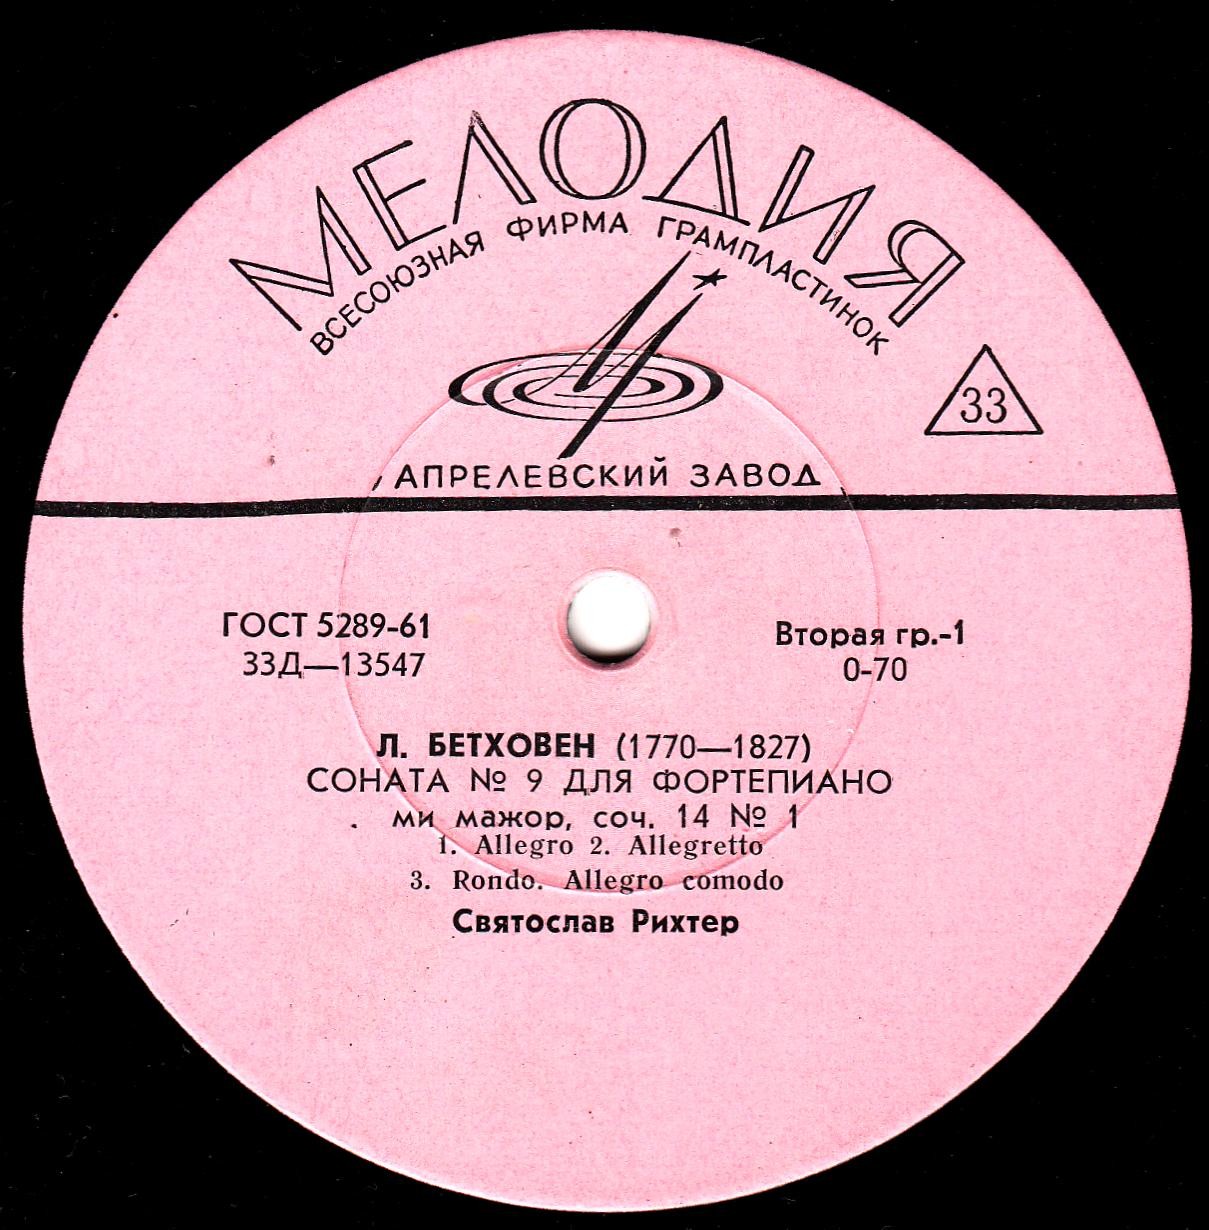 МЕЛОДИЯ
ВСЕСОЮЗНАЯ ФИРМА ГРАМПЛАСТИНОК
33
АПРЕЛЕВСКИЙ ЗАВОД
ГОСТ 5289-61
33Д—13547
Вторая гр.-1
0-70
Л. БЕТХОВЕН (1770—1827)
СОНАТА № 9 ДЛЯ ФОРТЕПИАНО
ми мажор, соч. 14 № 1
1. Allegro 2. Allegretto
3. Rondo. Allegro comodo
Святослав Рихтер